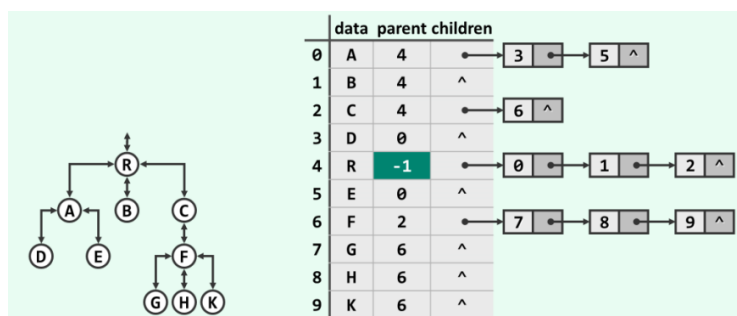 data parent children
0 A 4 3 5 ^
1 B 4 ^
2 C 4 6 ^
3 D 0 ^
4 R -1 0 1 2 ^
5 E 0 ^
6 F 2 7 8 9 ^
7 G 6 ^
8 H 6 ^
9 K 6 ^
R
A B C
D E F
G H K